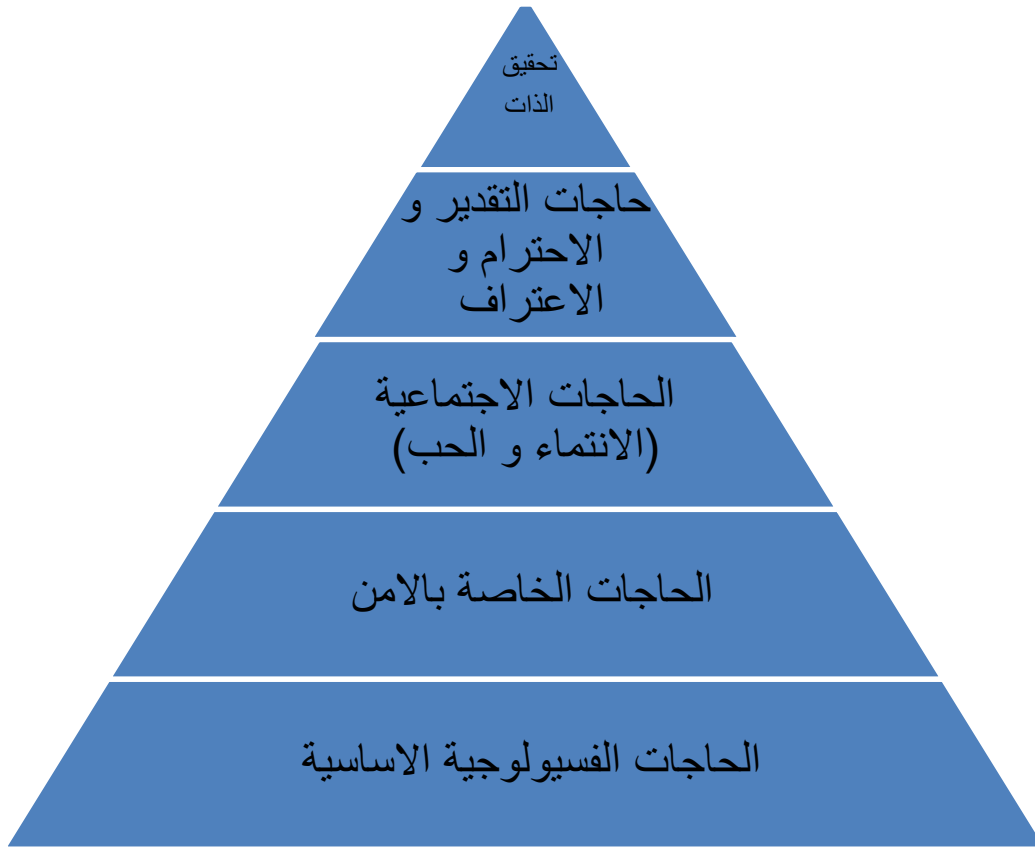 تحقيق
الذات
حاجات التقدير و
الاحترام و
الاعتراف
الحاجات الاجتماعية
(الانتماء و الحب)
الحاجات الخاصة بالامن
الحاجات الفسيولوجية الاساسية